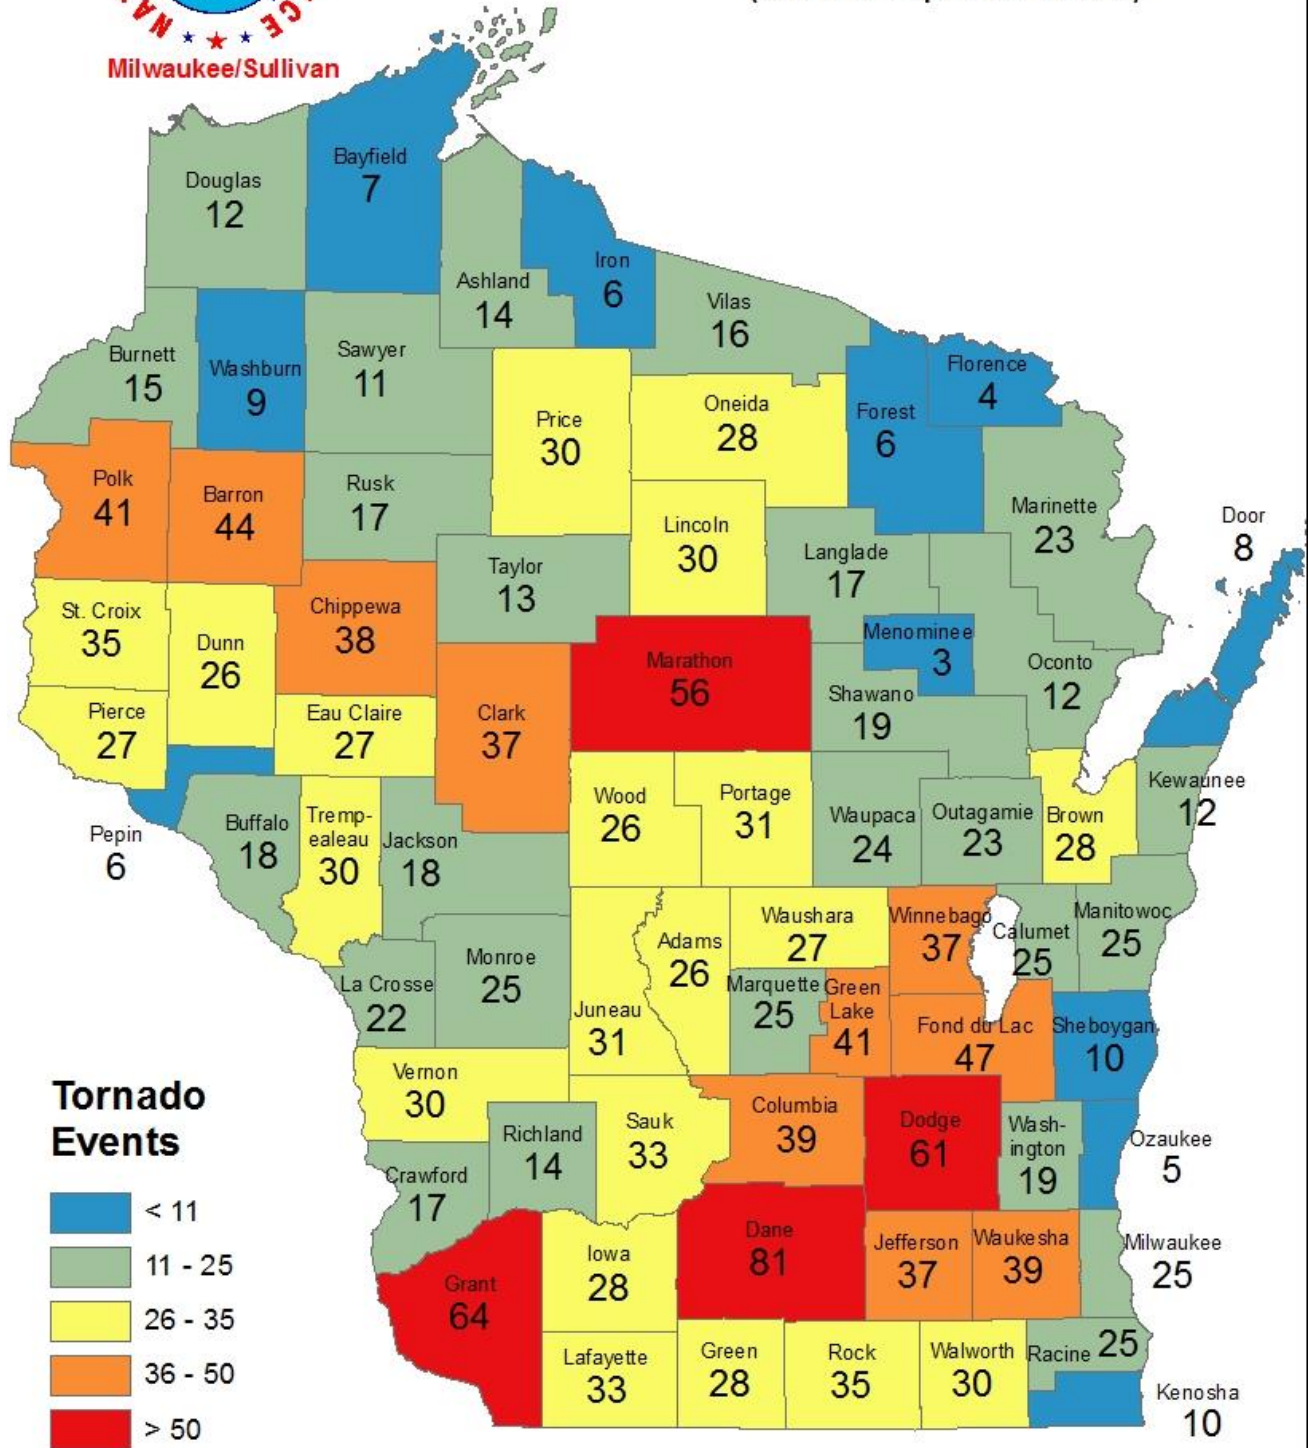 Milwaukee/Sullivan
Bayfield
7
Douglas
12
Iron
6
Ashland
14
Vilas
16
Burnett
15
Washburn
9
Sawyer
11
Florence
4
Price
30
Oneida
28
Forest
6
Polk
41
Barron
44
Rusk
17
Marinette
23
Door
8
Lincoln
30
Langlade
17
Taylor
13
St. Croix
35
Dunn
26
Chippewa
38
Menominee
3
Marathon
56
Oconto
12
Shawano
19
Pierce
27
Eau Claire
27
Clark
37
Kewaunee
12
Wood
26
Portage
31
Waupaca
24
Outagamie
23
Brown
28
Pepin
6
Buffalo
18
Tremp-
ealeau
30
Jackson
18
Waushara
27
Winnebago
37
Calumet
25
Manitowoc
25
Adams
26
Monroe
25
La Crosse
22
Juneau
31
Marquette
25
Green
Lake
41
Fond du Lac
47
Sheboygan
10
Vernon
30
Richland
14
Sauk
33
Columbia
39
Dodge
61
Wash-
ington
19
Ozaukee
5
Crawford
17
Grant
64
Iowa
28
Dane
81
Jefferson
37
Waukesha
39
Milwaukee
25
Lafayette
33
Green
28
Rock
35
Walworth
30
Racine 25
Kenosha
10
Tornado
Events
< 11
11 - 25
26 - 35
36 - 50
> 50